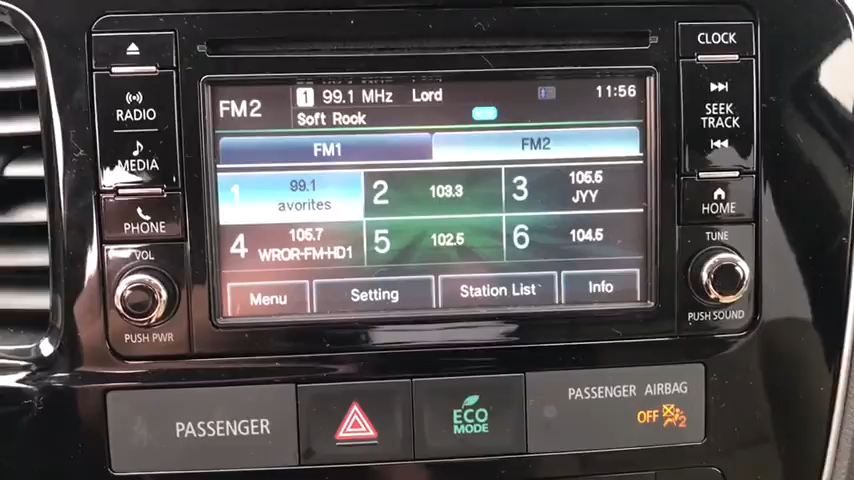 CLOCK
RADIO
MEDIA
PHONE
VOL
PUSH PWR
FM2
1 99.1 MHz Lord
11:56
Soft Rock
FM1 FM2
1 99.1
avorites
2 103.3
3 105.5
JYY
4 105.7
WROR-FM-HD1
5 102.5
6 104.5
Menu Setting Station List Info
SEEK
TRACK
HOME
TUNE
PUSH SOUND
PASSENGER
ECO
MODE
PASSENGER AIRBAG
OFF 2